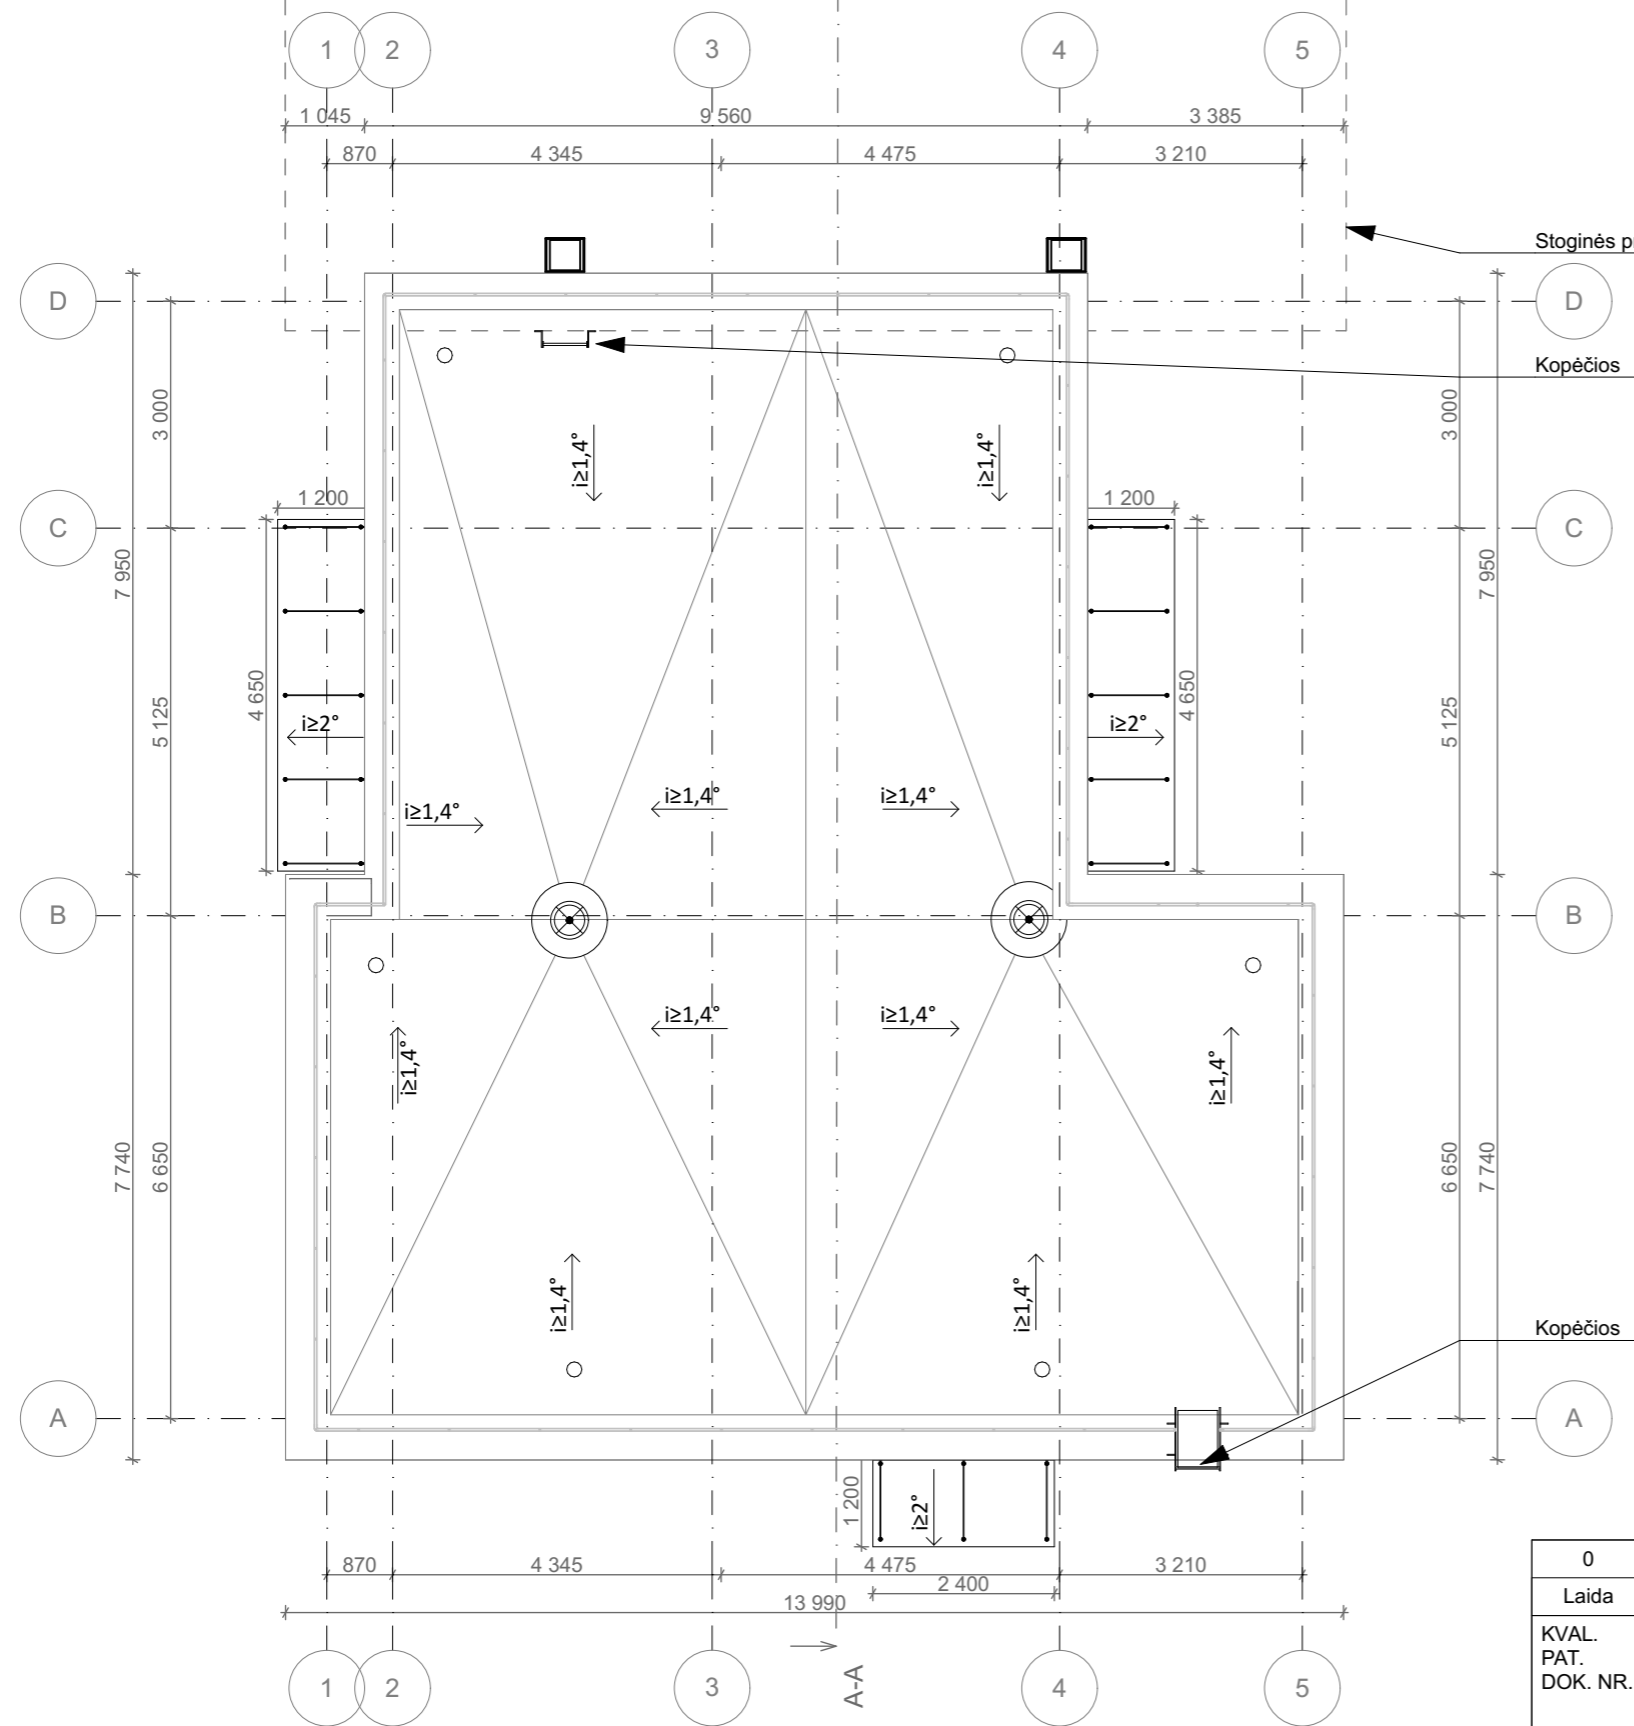 1 2 3 4 5
1 045 9 560 3 385
870 4 345 4 475 3 210
Stoginės
D D
Kopėčios
3 000 3 000
i≥1,4° i≥1,4°
1 200 1 200
C C
7 950 7 950
4 650 4 650
5 125 5 125
i≥2° i≥2°
i≥1,4° i≥1,4° i≥1,4°
B B
i≥1,4° i≥1,4°
i≥1,4° i≥1,4°
7 740 6 650 6 650 7 740
i≥1,4° i≥1,4°
Kopėčios
A A
1 200 i≥2°
870 4 345 4 475 3 210
2 400
13 990
0
Laida
KVAL.
PAT.
DOK. NR.
1 2 3 A-A 4 5